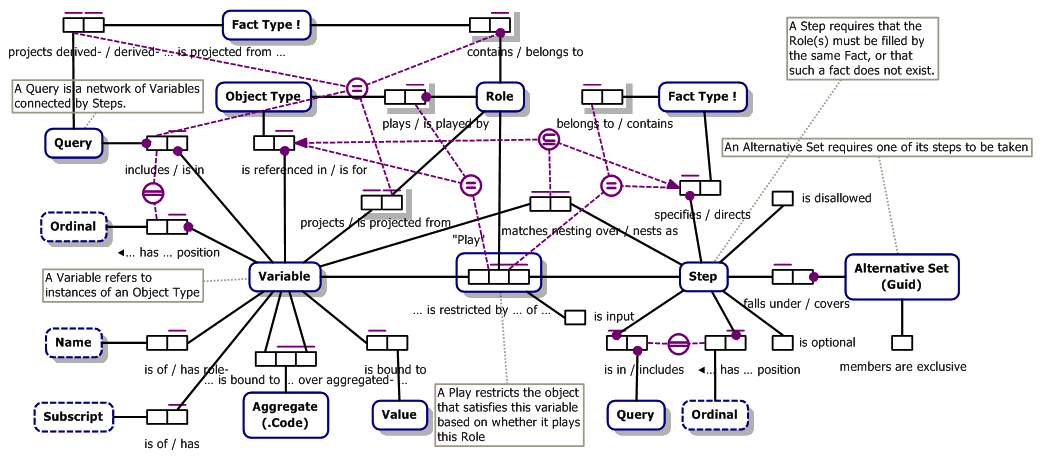 Fact Type !
A Step requires that the
Role(s) must be filled by
the same Fact, or that
such a fact does not exist.
projects derived- / derived- ... is projected from ...
contains / belongs to
A Query is a network of Variables
connected by Steps.
Object Type
Role
Fact Type !
plays / is played by
belongs to / contains
Query
An Alternative Set requires one of its steps to be taken
includes / is in
is referenced in / is for
is disallowed
projects / is projected from
specifies / directs
Ordinal
"Play"
matches nesting over / nests as
◄... has ... position
A Variable refers to
instances of an Object Type
Variable
Step
Alternative Set
(Guid)
... is restricted by ... of ...
falls under / covers
is input
Name
is optional
is of / has role-
... is bound to ... over aggregated- ...
is bound to
is in / includes
◄... has ... position
members are exclusive
A Play restricts the object
that satisfies this variable
based on whether it plays
this Role
Subscript
Aggregate
(.Code)
Value
Query
Ordinal
is of / has